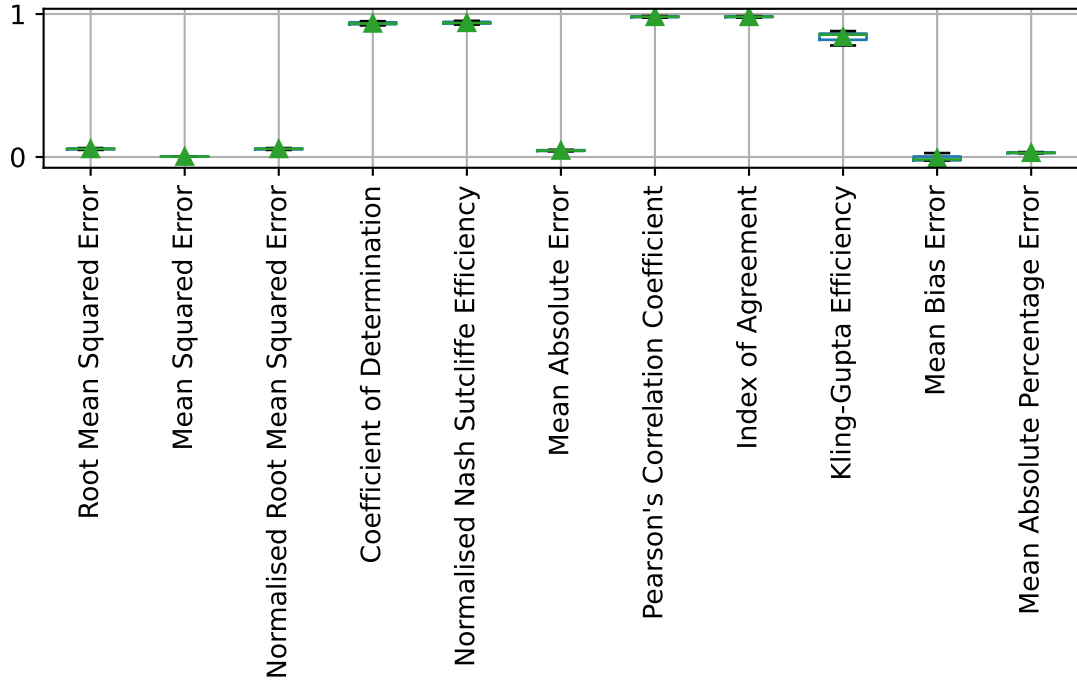 1
0
Root Mean Squared Error
Mean Squared Error
Normalised Root Mean Squared Error
Coefficient of Determination
Normalised Nash Sutcliffe Efficiency
Mean Absolute Error
Pearson's Correlation Coefficient
Index of Agreement
Kling-Gupta Efficiency
Mean Bias Error
Mean Absolute Percentage Error